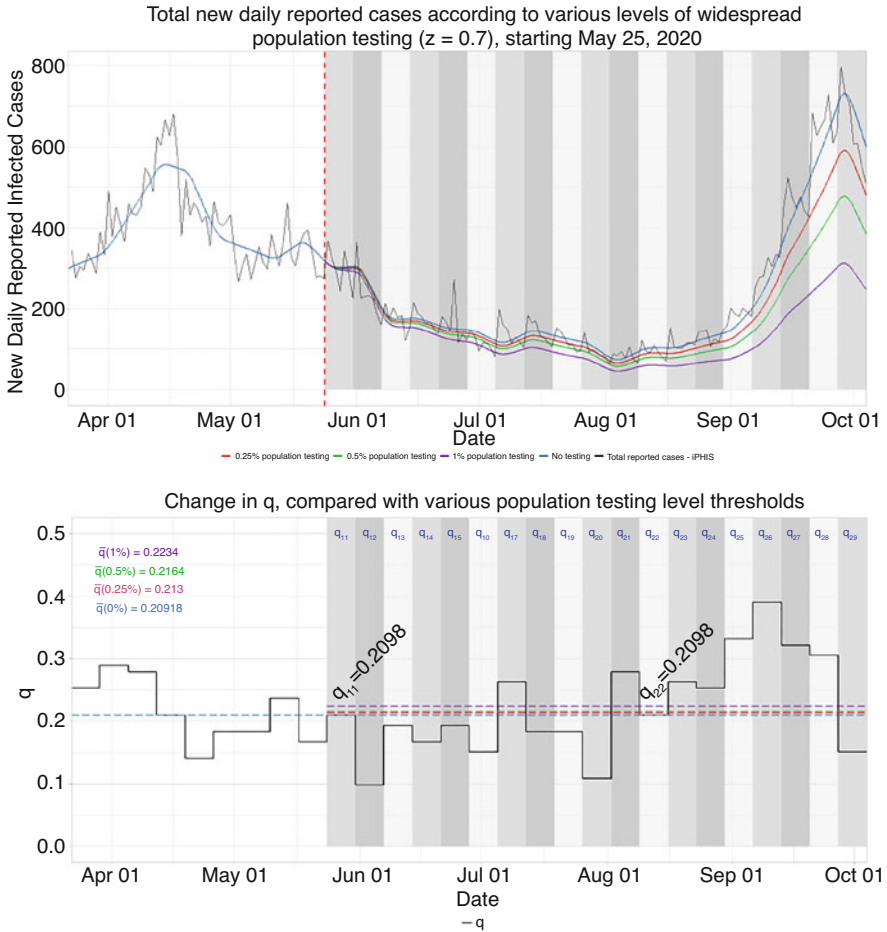 Total new daily reported cases according to various levels of widespread
population testing (z = 0.7), starting May 25, 2020
New Daily Reported Infected Cases
800
600
400
200
0
Apr 01 May 01 Jun 01 Jul 01 Aug 01 Sep 01 Oct 01
Date
0.25% population testing 0.5% population testing 1% population testing No testing Total reported cases - iPHIS
Change in q, compared with various population testing level thresholds
q
0.5
0.4
0.3
0.2
0.1
0.0
q̅(1%) = 0.2234
q̅(0.5%) = 0.2164
q̅(0.25%) = 0.213
q̅(0%) = 0.20918
q11 q12 q13 q14 q15 q10 q17 q18 q19 q20 q21 q22 q23 q24 q25 q26 q27 q28 q29
q11=0.2098
q22=0.2098
Apr 01 May 01 Jun 01 Jul 01 Aug 01 Sep 01 Oct 01
Date
q